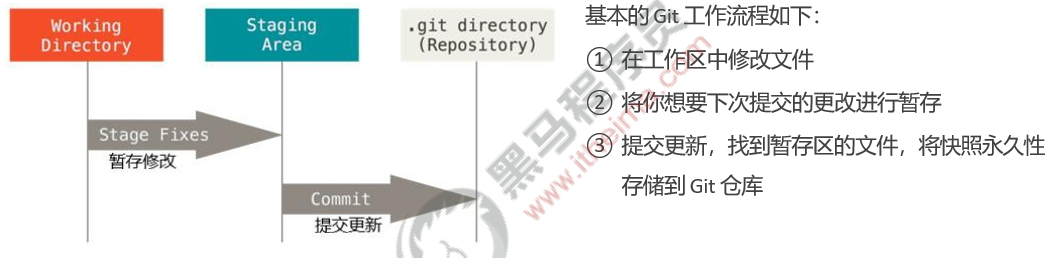 Working
Directory
Staging
Area
.git directory
(Repository)
Stage Fixes
暂存修改
Commit
提交更新
基本的 Git 工作流程如下：
① 在工作区中修改文件
② 将你想要下次提交的更改进行暂存
③ 提交更新，找到暂存区的文件，将快照永久性
存储到 Git 仓库
黑马程序员
www.itheima.com